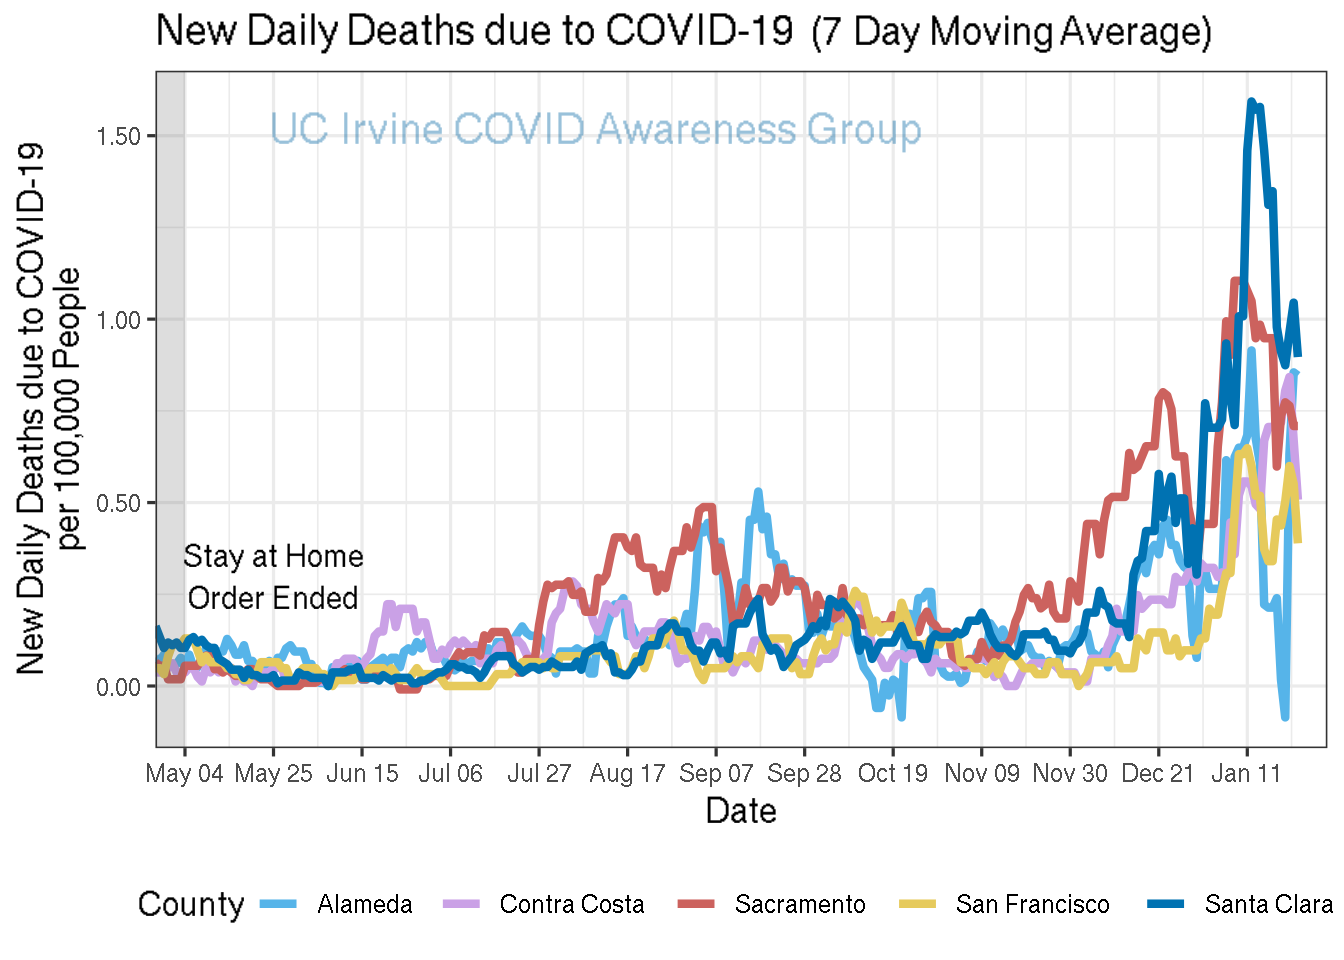 New Daily Deaths due to COVID-19 (7 Day Moving Average)
UC Irvine COVID Awareness Group
New Daily Deaths due to COVID-19
per 100,000 People
1.50
1.00
0.50
0.00
Stay at Home
Order Ended
May 04 May 25 Jun 15 Jul 06 Jul 27 Aug 17 Sep 07 Sep 28 Oct 19 Nov 09 Nov 30 Dec 21 Jan 11
Date
County Alameda Contra Costa Sacramento San Francisco Santa Clara